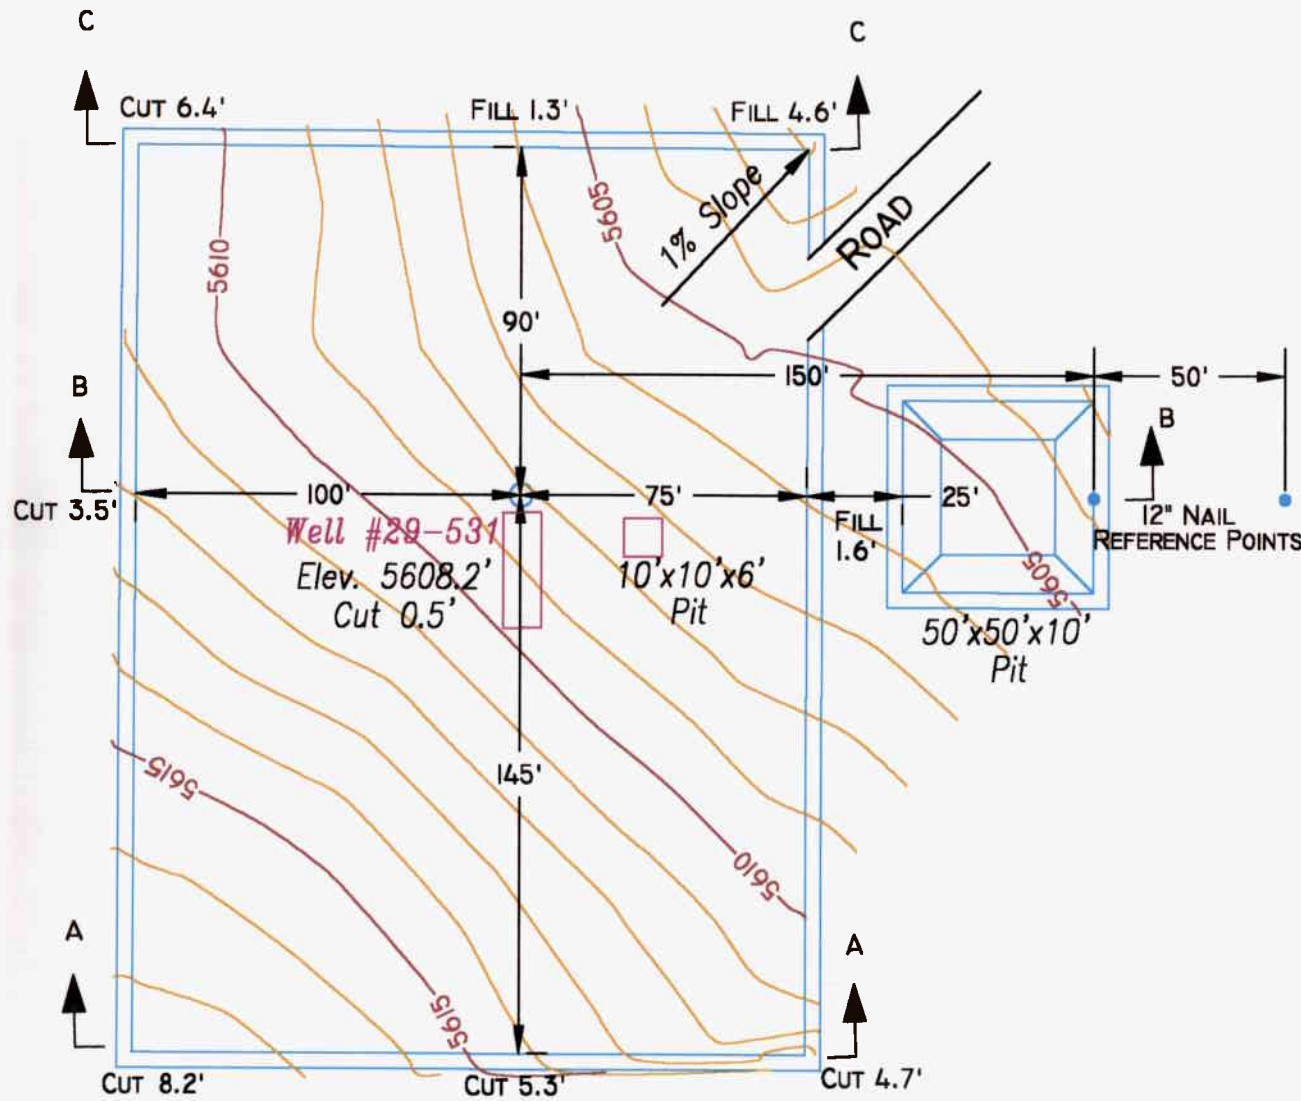 C
C
CUT 6.4'
FILL 1.3'
FILL 4.6'
5605
1% Slope
ROAD
5610
90'
150'
50'
B
B
CUT 3.5'
100'
75'
25'
FILL
1.6'
12" NAIL
REFERENCE POINTS
Well #29-531
Elev. 5608.2'
Cut 0.5'
10'x10'x6'
Pit
5605
50'x50'x10'
Pit
5615
145'
5610
A
A
5615
CUT 8.2'
CUT 5.3'
CUT 4.7'